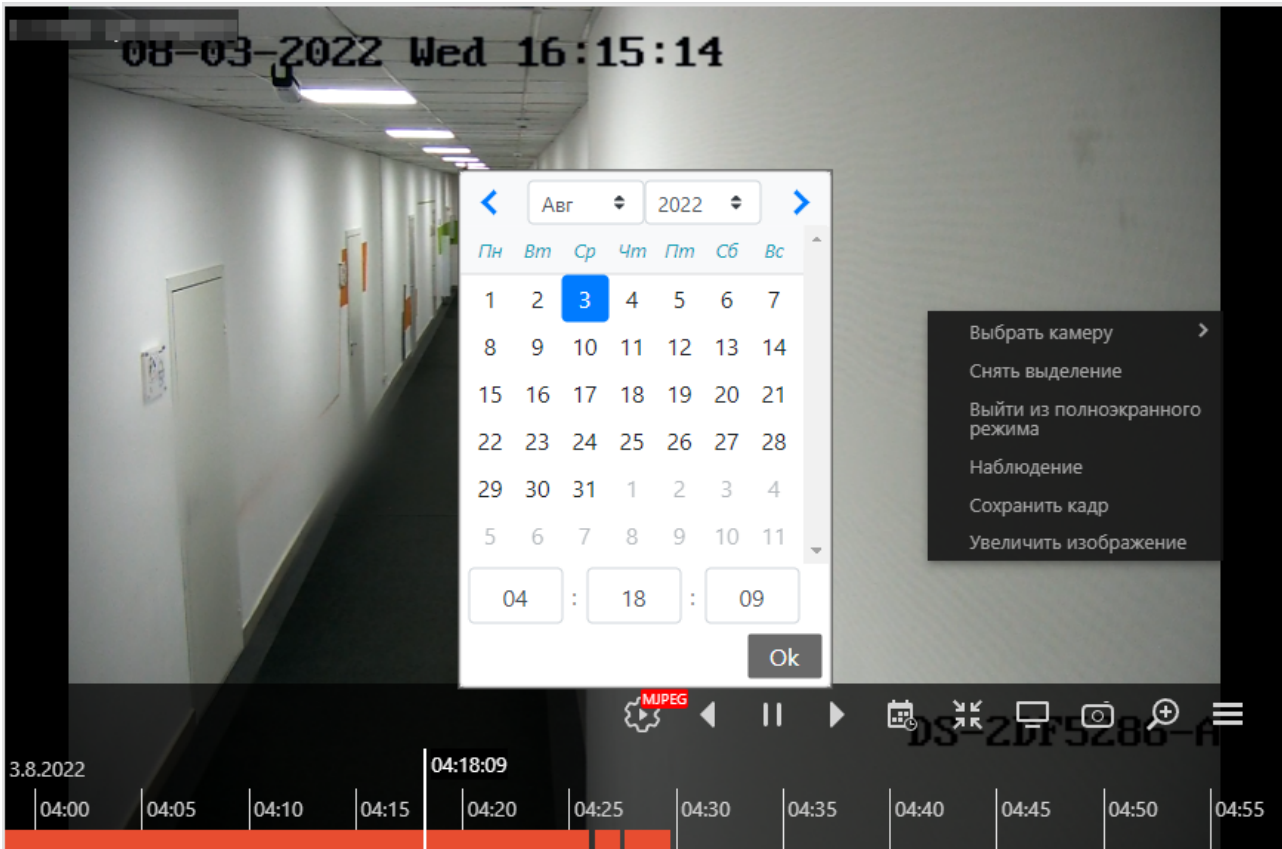 08-03-2022 Wed 16:15:14
Авг 2022
Пн Вт Ср Чт Пт Сб Вс
1 2 3 4 5 6 7
8 9 10 11 12 13 14
15 16 17 18 19 20 21
22 23 24 25 26 27 28
29 30 31 1 2 3 4
5 6 7 8 9 10 11
04 : 18 : 09
Ok
Выбрать камеру
Снять выделение
Выйти из полноэкранного
режима
Наблюдение
Сохранить кадр
Увеличить изображение
MJPEG
DS-2DF5286-A
3.8.2022
04:18:09
04:00 04:05 04:10 04:15 04:20 04:25 04:30 04:35 04:40 04:45 04:50 04:55